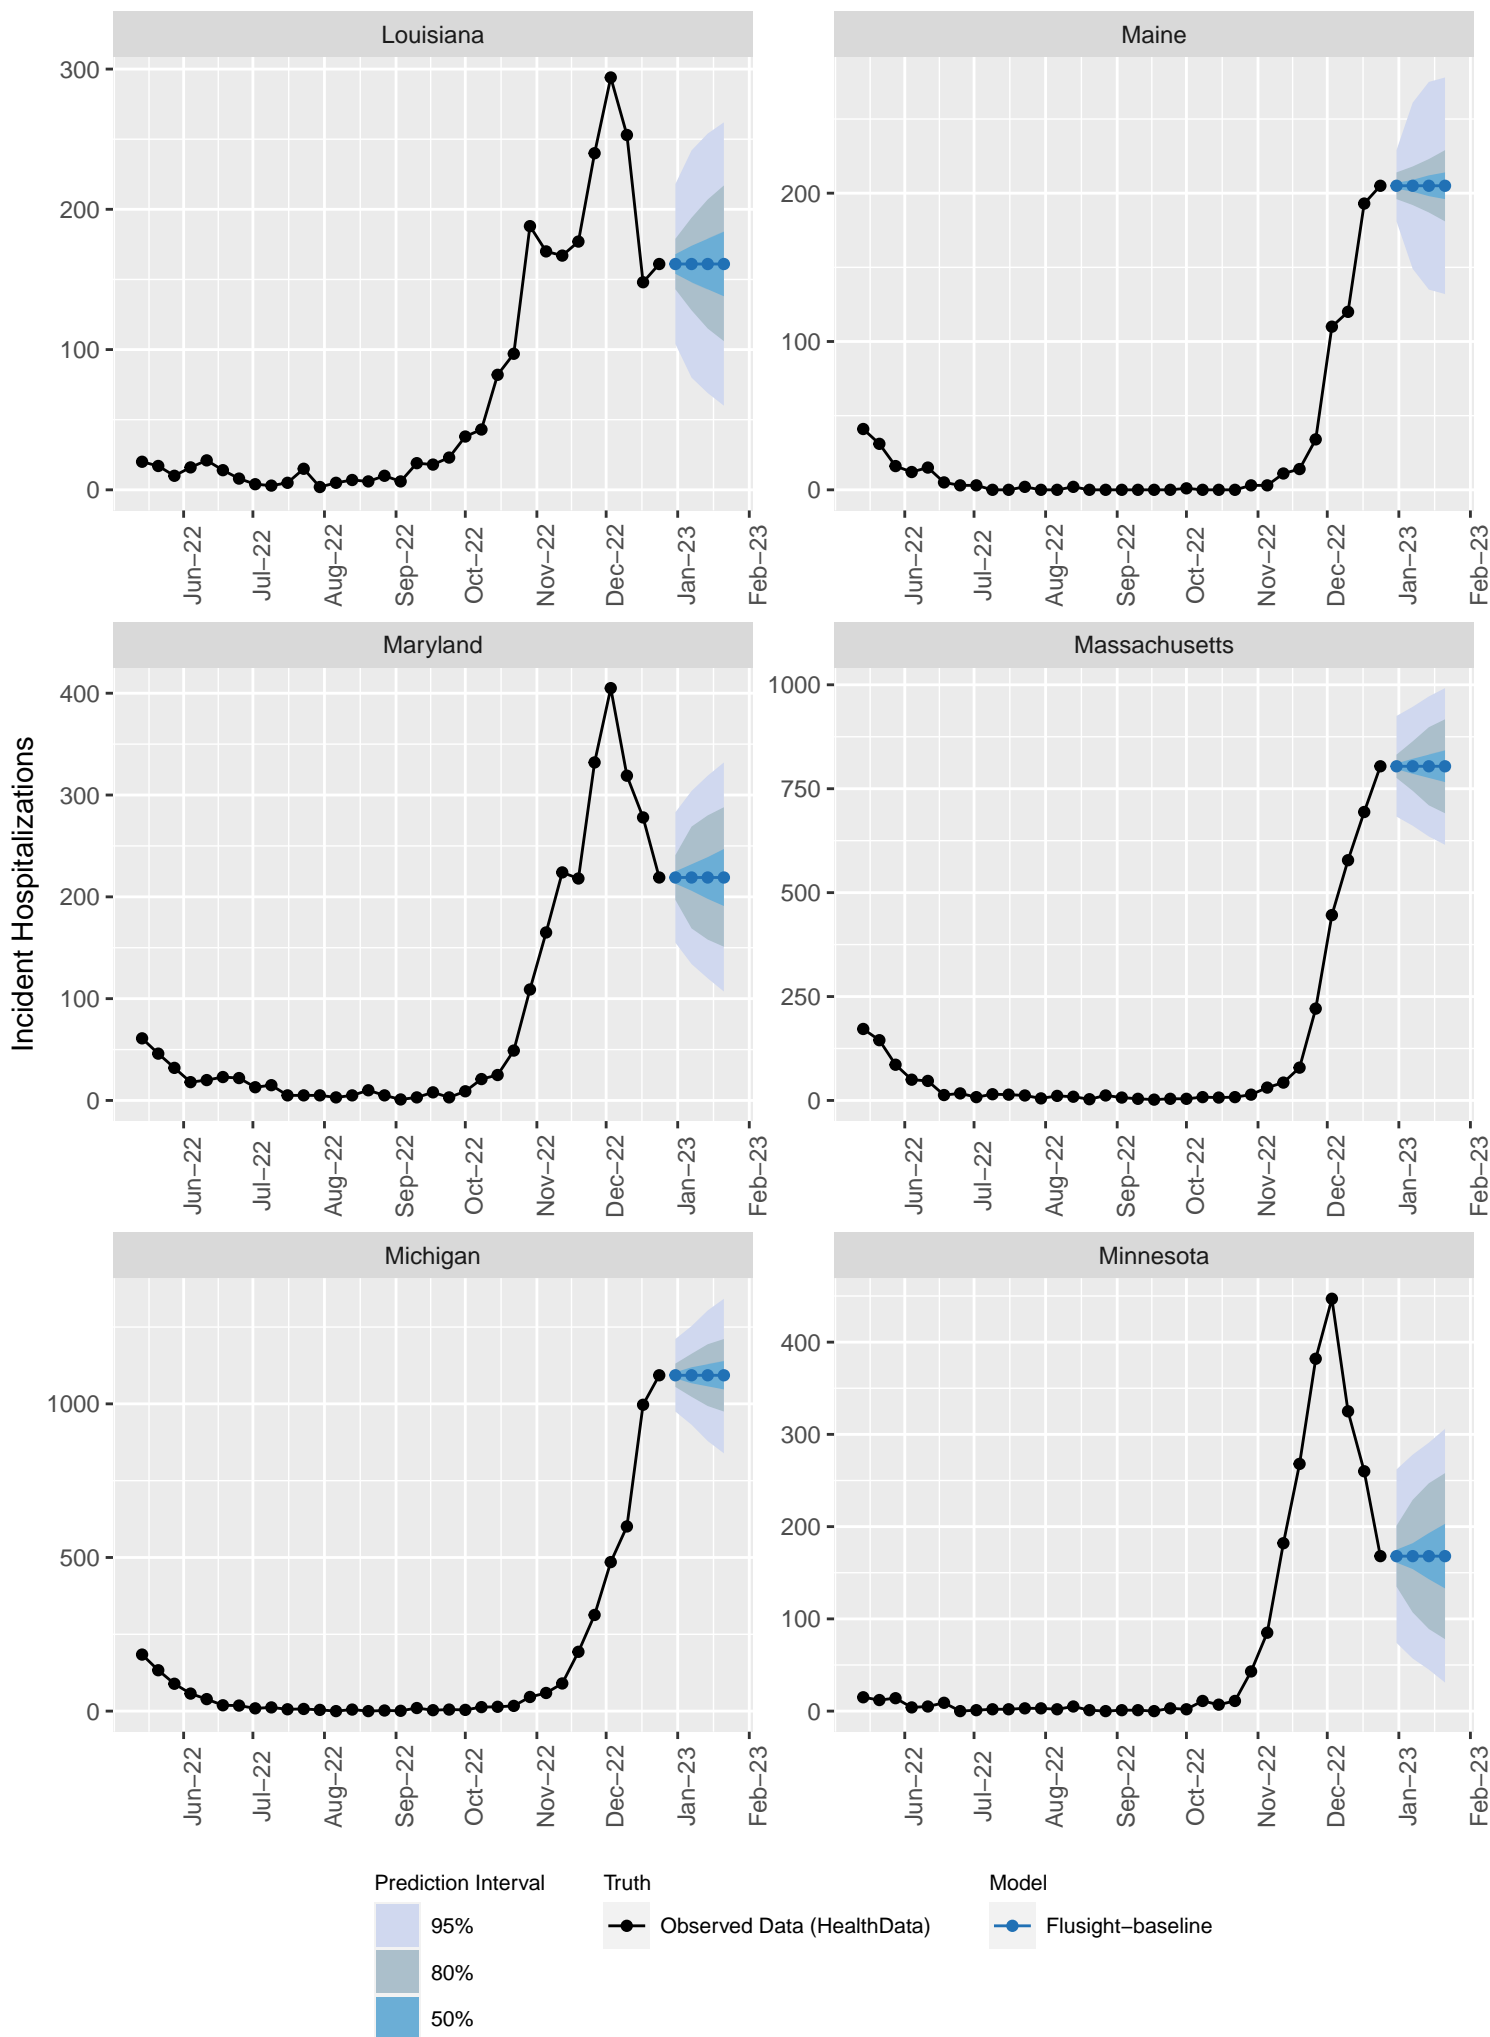 Louisiana
Maine
300
200
100
0
200
100
0
Jun−22
Jul−22
Aug−22
Sep−22
Oct−22
Nov−22
Dec−22
Jan−23
Feb−23
Jun−22
Jul−22
Aug−22
Sep−22
Oct−22
Nov−22
Dec−22
Jan−23
Feb−23
Incident Hospitalizations
Maryland
Massachusetts
400
300
200
100
0
1000
750
500
250
0
Jun−22
Jul−22
Aug−22
Sep−22
Oct−22
Nov−22
Dec−22
Jan−23
Feb−23
Jun−22
Jul−22
Aug−22
Sep−22
Oct−22
Nov−22
Dec−22
Jan−23
Feb−23
Michigan
Minnesota
1000
500
0
400
300
200
100
0
Jun−22
Jul−22
Aug−22
Sep−22
Oct−22
Nov−22
Dec−22
Jan−23
Feb−23
Jun−22
Jul−22
Aug−22
Sep−22
Oct−22
Nov−22
Dec−22
Jan−23
Feb−23
Prediction Interval
95%
80%
50%
Truth
Observed Data (HealthData)
Model
Flusight−baseline